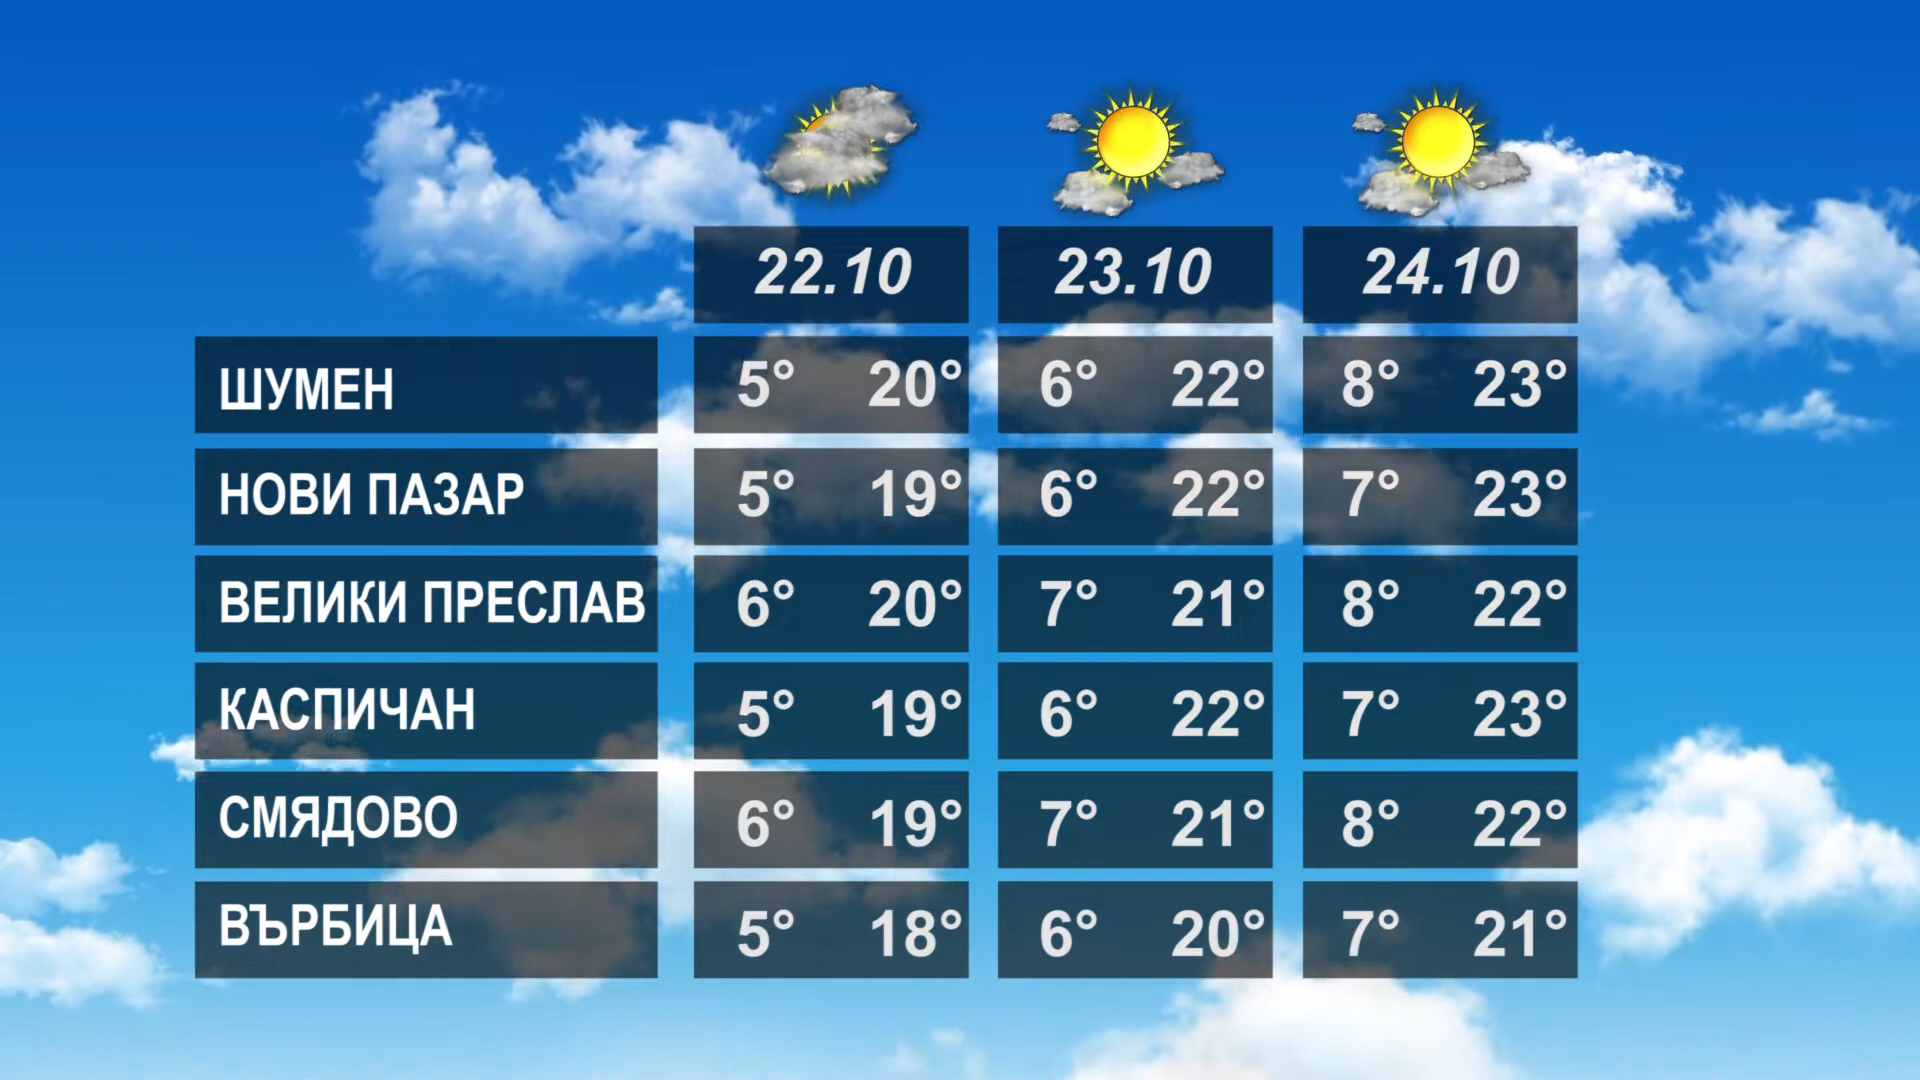 22.10 23.10 24.10
ШУМЕН 5° 20° 6° 22° 8° 23°
НОВИ ПАЗАР 5° 19° 6° 22° 7° 23°
ВЕЛИКИ ПРЕСЛАВ 6° 20° 7° 21° 8° 22°
КАСПИЧАН 5° 19° 6° 22° 7° 23°
СМЯДОВО 6° 19° 7° 21° 8° 22°
ВЪРБИЦА 5° 18° 6° 20° 7° 21°